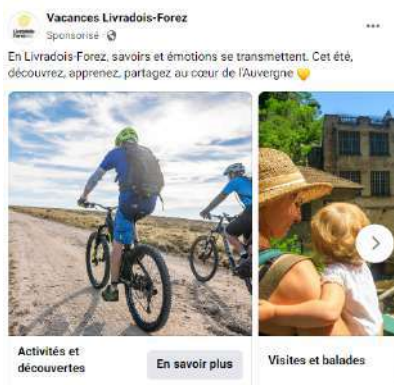 Vacances Livradois-Forez
Sponsorisé ·
En Livradois-Forez, savoirs et émotions se transmettent. Cet été,
découvrez, apprenez, partagez au cœur de l'Auvergne
Activités et
découvertes
En savoir plus
Visites et balades